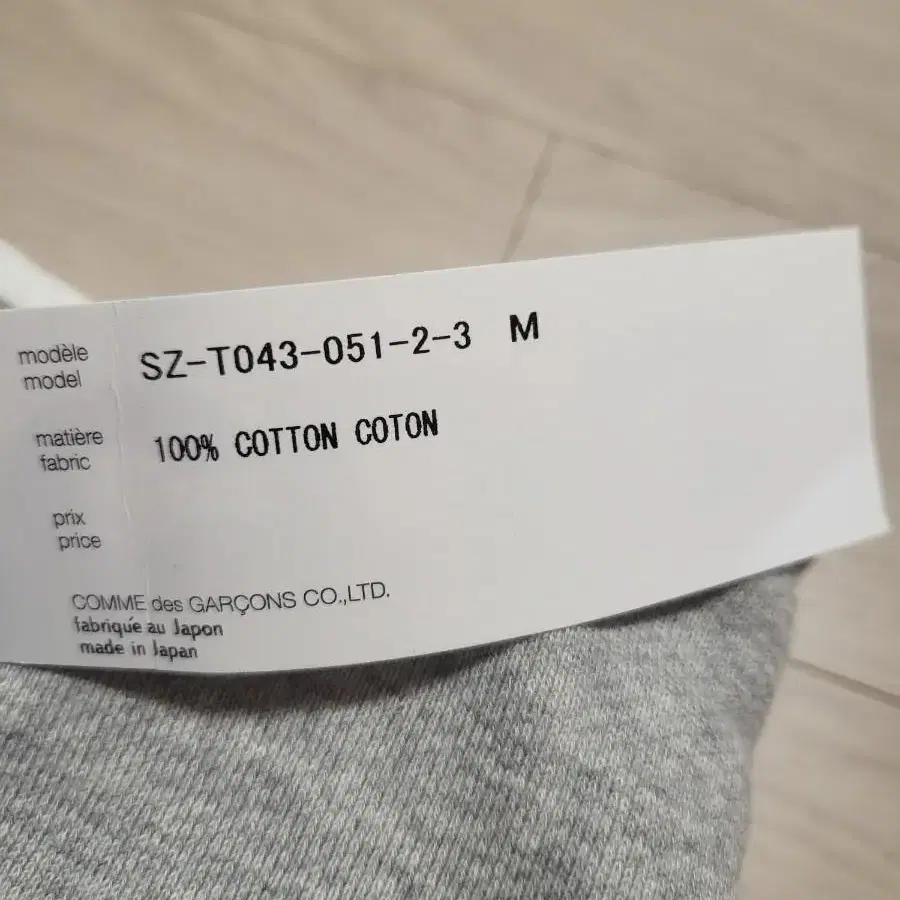 modèle SZ-T043-051-2-3 M
model
matière 100% COTTON COTON
fabric
prix
price
COMME des GARÇONS CO.,LTD.
fabriqué au Japon
made in Japan